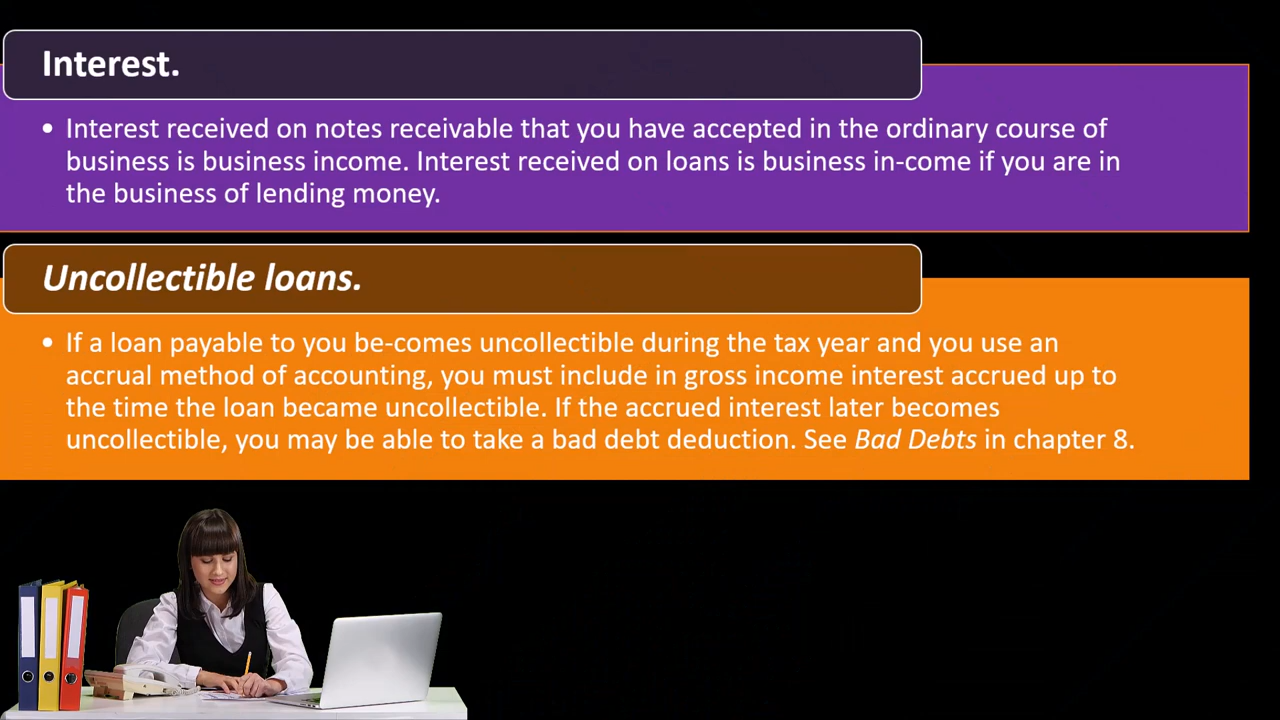 Interest.
• Interest received on notes receivable that you have accepted in the ordinary course of
business is business income. Interest received on loans is business in-come if you are in
the business of lending money.
Uncollectible loans.
• If a loan payable to you be-comes uncollectible during the tax year and you use an
accrual method of accounting, you must include in gross income interest accrued up to
the time the loan became uncollectible. If the accrued interest later becomes
uncollectible, you may be able to take a bad debt deduction. See Bad Debts in chapter 8.